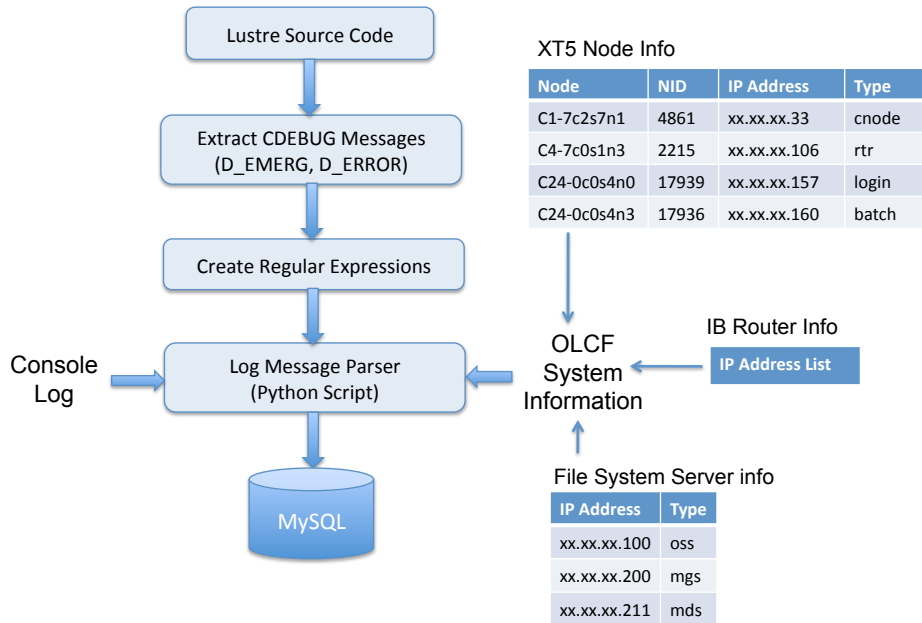 Lustre Source Code
Extract CDEBUG Messages
(D_EMERG, D_ERROR)
Create Regular Expressions
Console
Log
Log Message Parser
(Python Script)
MySQL
XT5 Node Info
Node NID IP Address Type
C1-7c2s7n1 4861 xx.xx.xx.33 cnode
C4-7c0s1n3 2215 xx.xx.xx.106 rtr
C24-0c0s4n0 17939 xx.xx.xx.157 login
C24-0c0s4n3 17936 xx.xx.xx.160 batch
OLCF
System
Information
IB Router Info
IP Address List
File System Server info
IP Address Type
xx.xx.xx.100 oss
xx.xx.xx.200 mgs
xx.xx.xx.211 mds